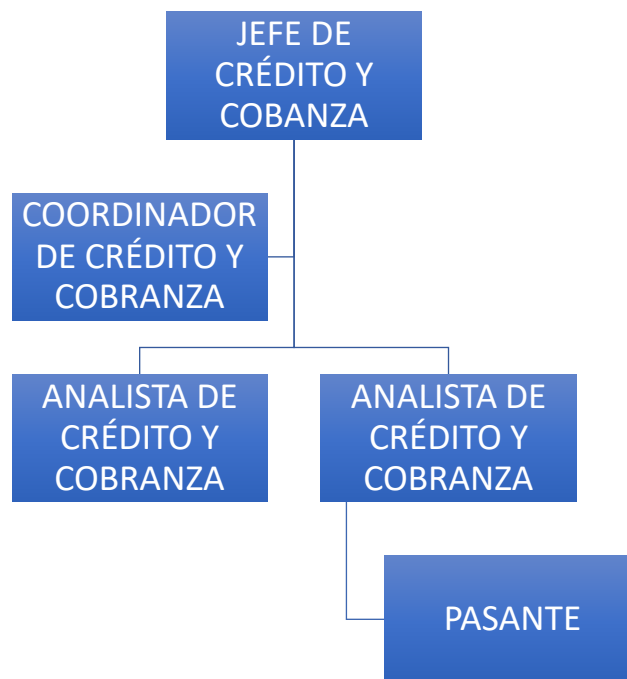 JEFE DE
CRÉDITO Y
COBANZA
COORDINADOR
DE CRÉDITO Y
COBRANZA
ANALISTA DE
CRÉDITO Y
COBRANZA
ANALISTA DE
CRÉDITO Y
COBRANZA
PASANTE